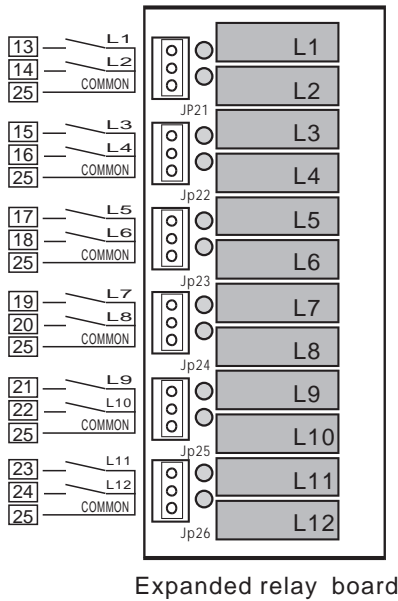 13 L1 L1
14 L2
25 COMMON L2
JP21
15 L3 L3
16 L4
25 COMMON L4
Jp22
17 L5 L5
18 L6
25 COMMON L6
Jp23
19 L7 L7
20 L8
25 COMMON L8
Jp24
21 L9 L9
22 L10
25 COMMON L10
Jp25
23 L11 L11
24 L12
25 COMMON L12
Jp26
Expanded relay board